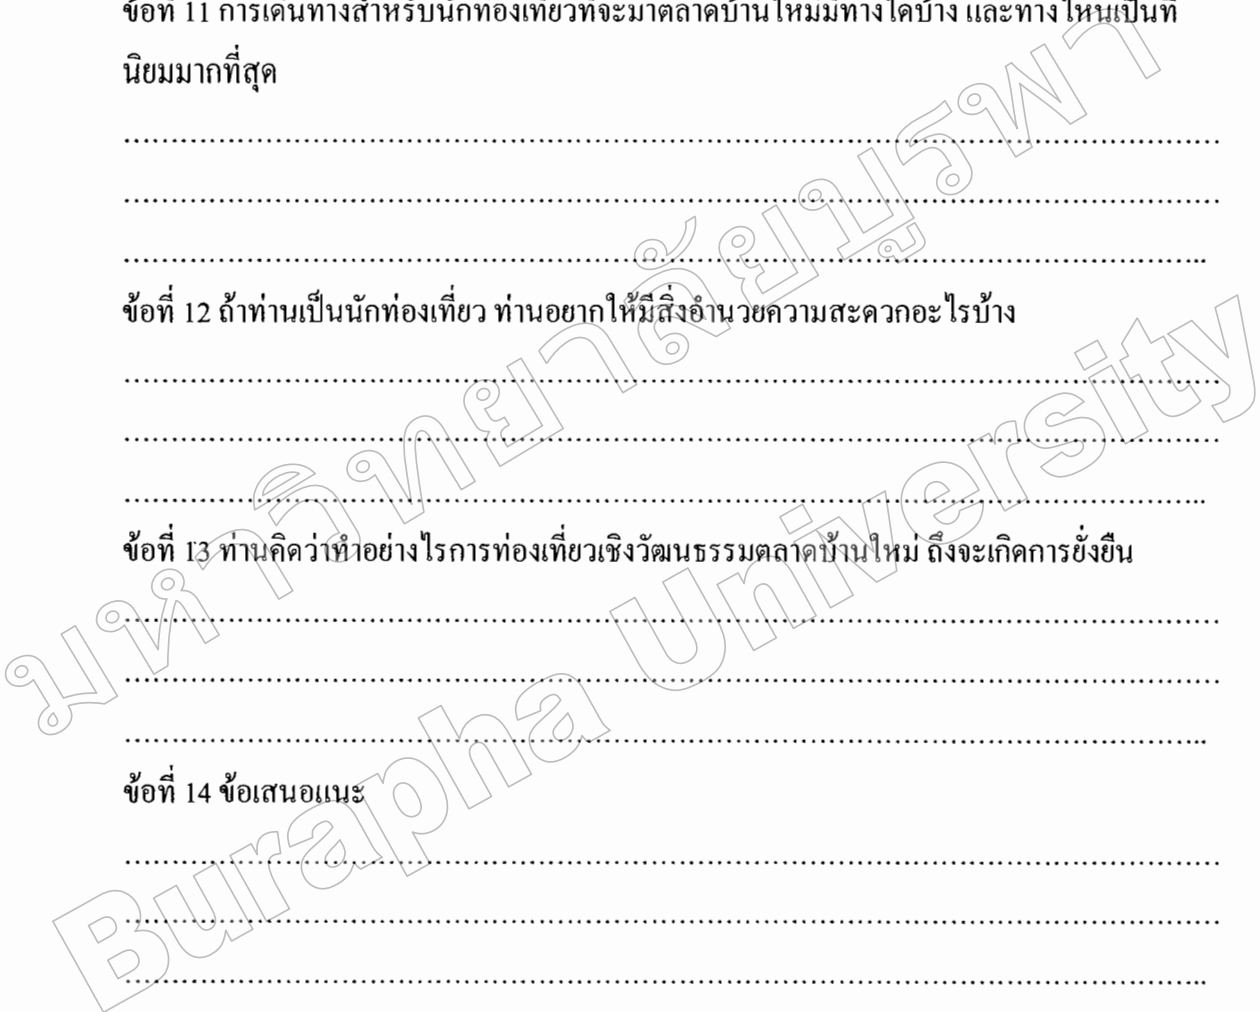 ข้อที่ 11 การเดินทางสำหรับนักท่องเที่ยวที่จะมาตลาดบ้านใหม่มีทางใดบ้าง และทางไหนเป็นที่
นิยมมากที่สุด
................................................................................
................................................................................
................................................................................
ข้อที่ 12 ถ้าท่านเป็นนักท่องเที่ยว ท่านอยากให้มีสิ่งอำนวยความสะดวกอะไรบ้าง
................................................................................
................................................................................
................................................................................
ข้อที่ 13 ท่านคิดว่าทำอย่างไรการท่องเที่ยวเชิงวัฒนธรรมตลาดบ้านใหม่ ถึงจะเกิดการยั่งยืน
................................................................................
................................................................................
................................................................................
ข้อที่ 14 ข้อเสนอแนะ
................................................................................
................................................................................
................................................................................
มหาวิทยาลัยบูรพา
Burapha University